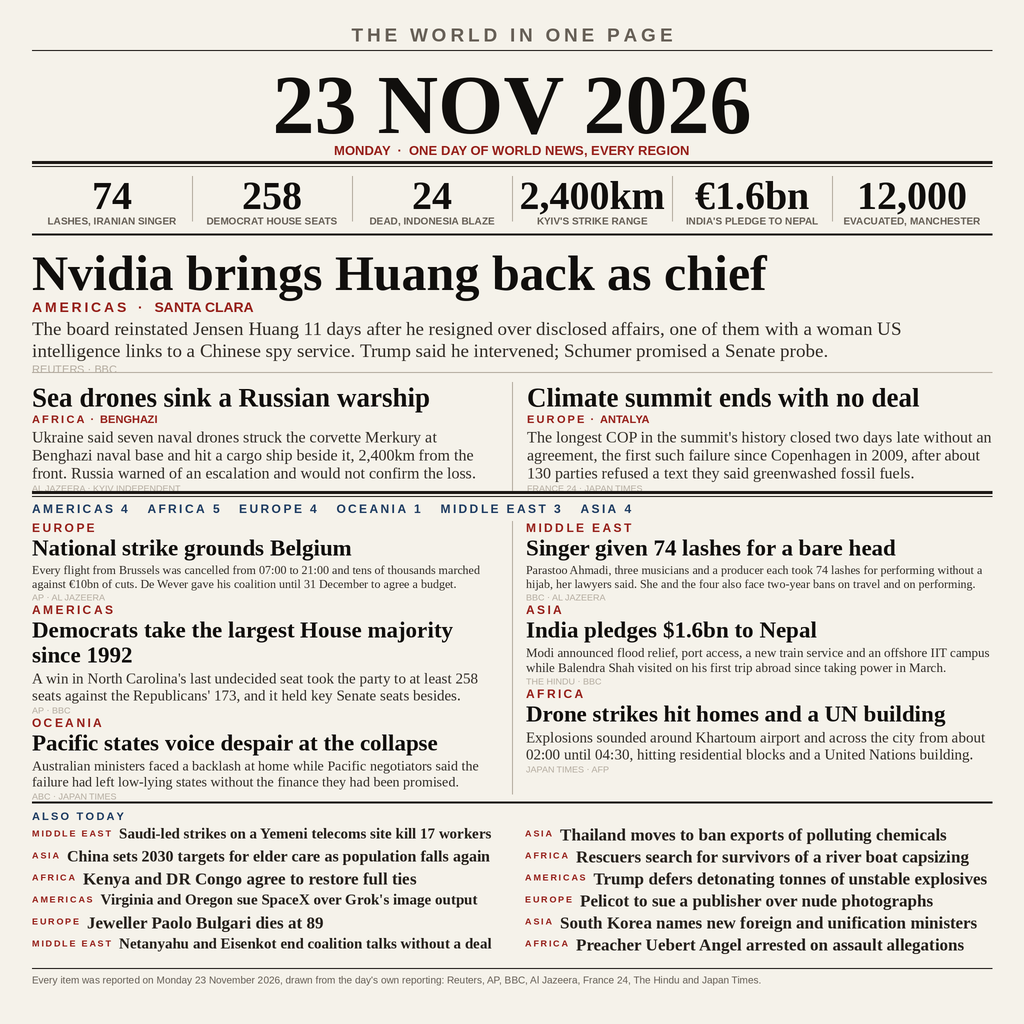 THE WORLD IN ONE PAGE
23 NOV 2026
MONDAY · ONE DAY OF WORLD NEWS, EVERY REGION
74
LASHES, IRANIAN SINGER
258
DEMOCRAT HOUSE SEATS
24
DEAD, INDONESIA BLAZE
2,400km
KYIV'S STRIKE RANGE
€1.6bn
INDIA'S PLEDGE TO NEPAL
12,000
EVACUATED, MANCHESTER
Nvidia brings Huang back as chief
AMERICAS · SANTA CLARA
The board reinstated Jensen Huang 11 days after he resigned over disclosed affairs, one of them with a woman US
intelligence links to a Chinese spy service. Trump said he intervened; Schumer promised a Senate probe.
REUTERS · BBC
Sea drones sink a Russian warship
AFRICA · BENGHAZI
Ukraine said seven naval drones struck the corvette Merkury at
Benghazi naval base and hit a cargo ship beside it, 2,400km from the
front. Russia warned of an escalation and would not confirm the loss.
AL JAZEERA · KYIV INDEPENDENT
Climate summit ends with no deal
EUROPE · ANTALYA
The longest COP in the summit's history closed two days late without an
agreement, the first such failure since Copenhagen in 2009, after about
130 parties refused a text they said greenwashed fossil fuels.
FRANCE 24 · JAPAN TIMES
AMERICAS 4 AFRICA 5 EUROPE 4 OCEANIA 1 MIDDLE EAST 3 ASIA 4
EUROPE
National strike grounds Belgium
Every flight from Brussels was cancelled from 07:00 to 21:00 and tens of thousands marched
against €10bn of cuts. De Wever gave his coalition until 31 December to agree a budget.
AP · AL JAZEERA
AMERICAS
Democrats take the largest House majority
since 1992
A win in North Carolina's last undecided seat took the party to at least 258
seats against the Republicans' 173, and it held key Senate seats besides.
AP · BBC
OCEANIA
Pacific states voice despair at the collapse
Australian ministers faced a backlash at home while Pacific negotiators said the
failure had left low-lying states without the finance they had been promised.
ABC · JAPAN TIMES
MIDDLE EAST
Singer given 74 lashes for a bare head
Parastoo Ahmadi, three musicians and a producer each took 74 lashes for performing without a
hijab, her lawyers said. She and the four also face two-year bans on travel and on performing.
BBC · AL JAZEERA
ASIA
India pledges $1.6bn to Nepal
Modi announced flood relief, port access, a new train service and an offshore IIT campus
while Balendra Shah visited on his first trip abroad since taking power in March.
THE HINDU · BBC
AFRICA
Drone strikes hit homes and a UN building
Explosions sounded around Khartoum airport and across the city from about
02:00 until 04:30, hitting residential blocks and a United Nations building.
JAPAN TIMES · AFP
ALSO TODAY
MIDDLE EAST Saudi-led strikes on a Yemeni telecoms site kill 17 workers
ASIA China sets 2030 targets for elder care as population falls again
AFRICA Kenya and DR Congo agree to restore full ties
AMERICAS Virginia and Oregon sue SpaceX over Grok's image output
EUROPE Jeweller Paolo Bulgari dies at 89
MIDDLE EAST Netanyahu and Eisenkot end coalition talks without a deal
ASIA Thailand moves to ban exports of polluting chemicals
AFRICA Rescuers search for survivors of a river boat capsizing
AMERICAS Trump defers detonating tonnes of unstable explosives
EUROPE Pelicot to sue a publisher over nude photographs
ASIA South Korea names new foreign and unification ministers
AFRICA Preacher Uebert Angel arrested on assault allegations
Every item was reported on Monday 23 November 2026, drawn from the day's own reporting: Reuters, AP, BBC, Al Jazeera, France 24, The Hindu and Japan Times.